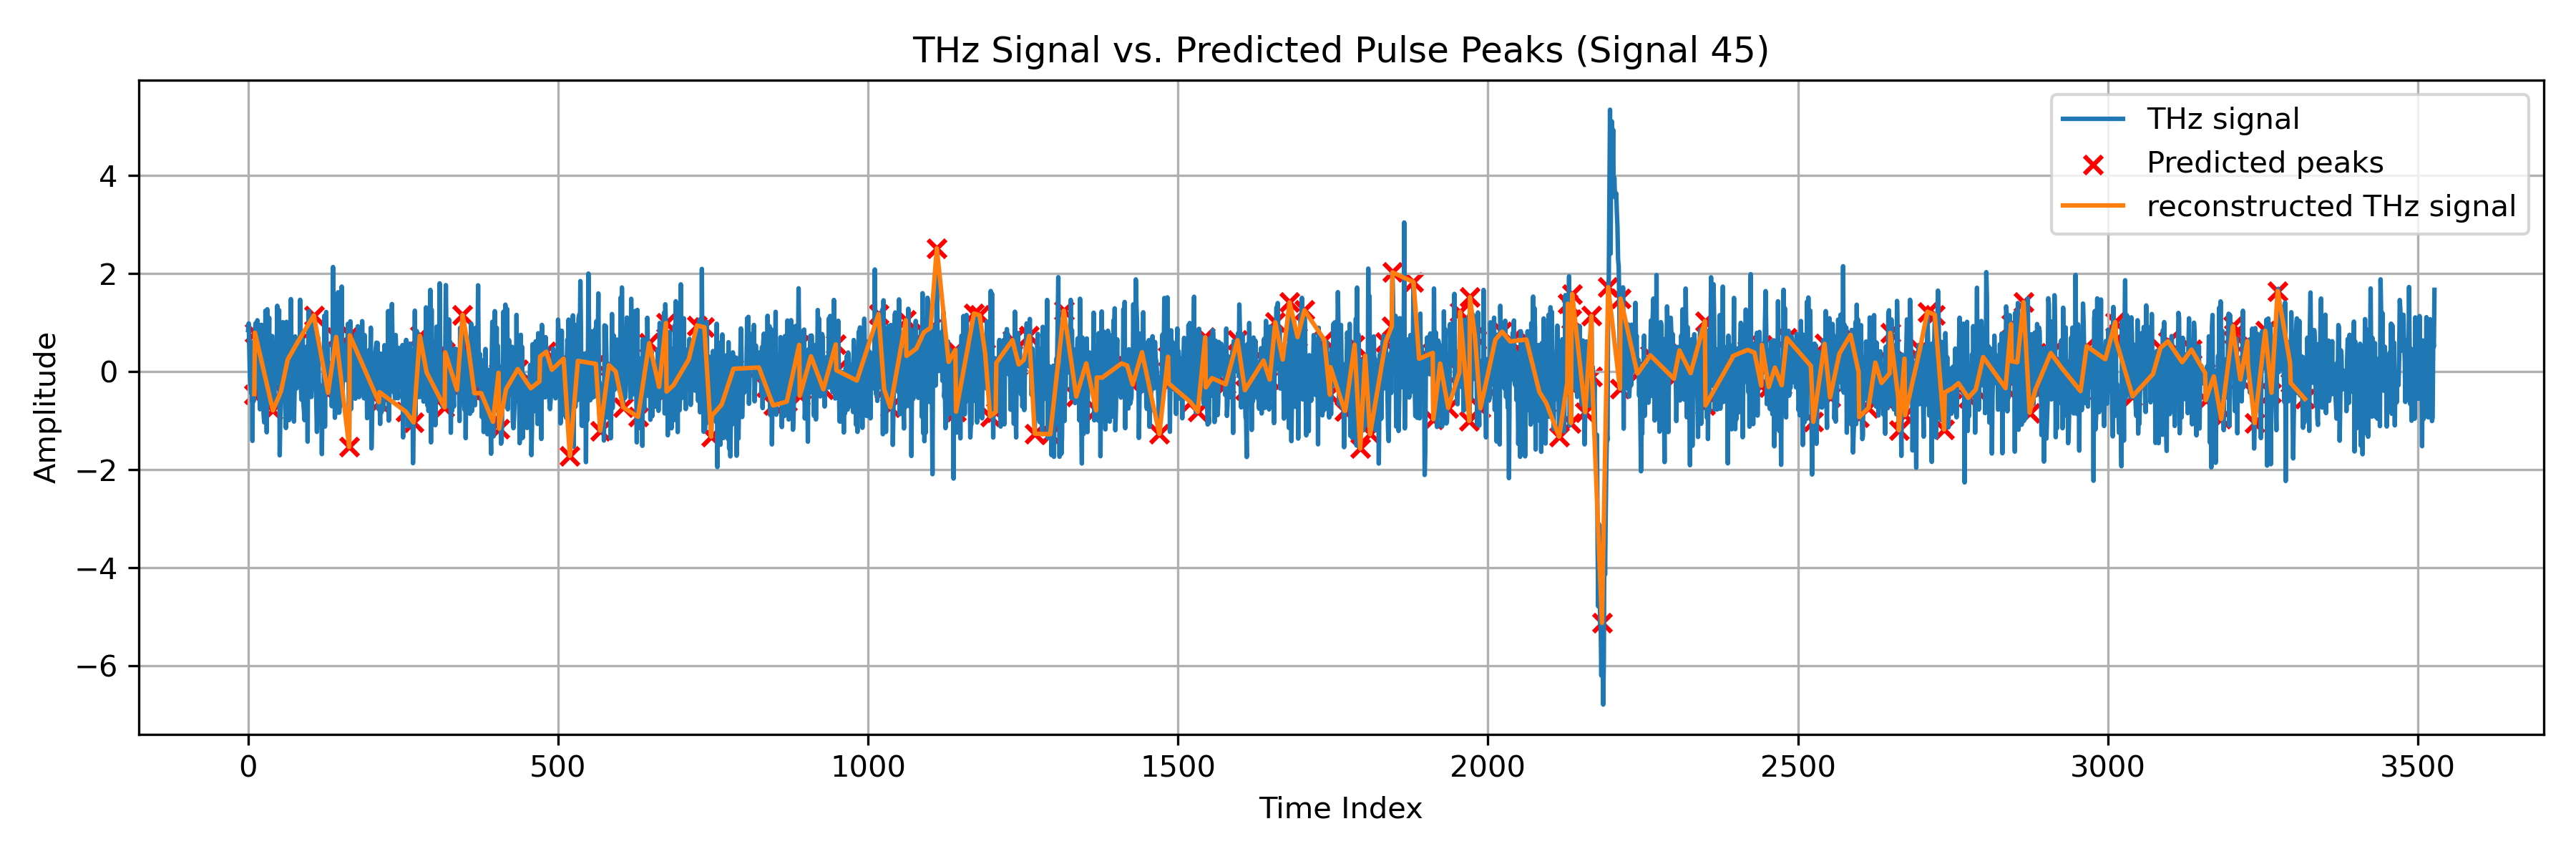 THz Signal vs. Predicted Pulse Peaks (Signal 45)
THz signal
Predicted peaks
reconstructed THz signal
Amplitude
4
2
0
−2
−4
−6
0 500 1000 1500 2000 2500 3000 3500
Time Index